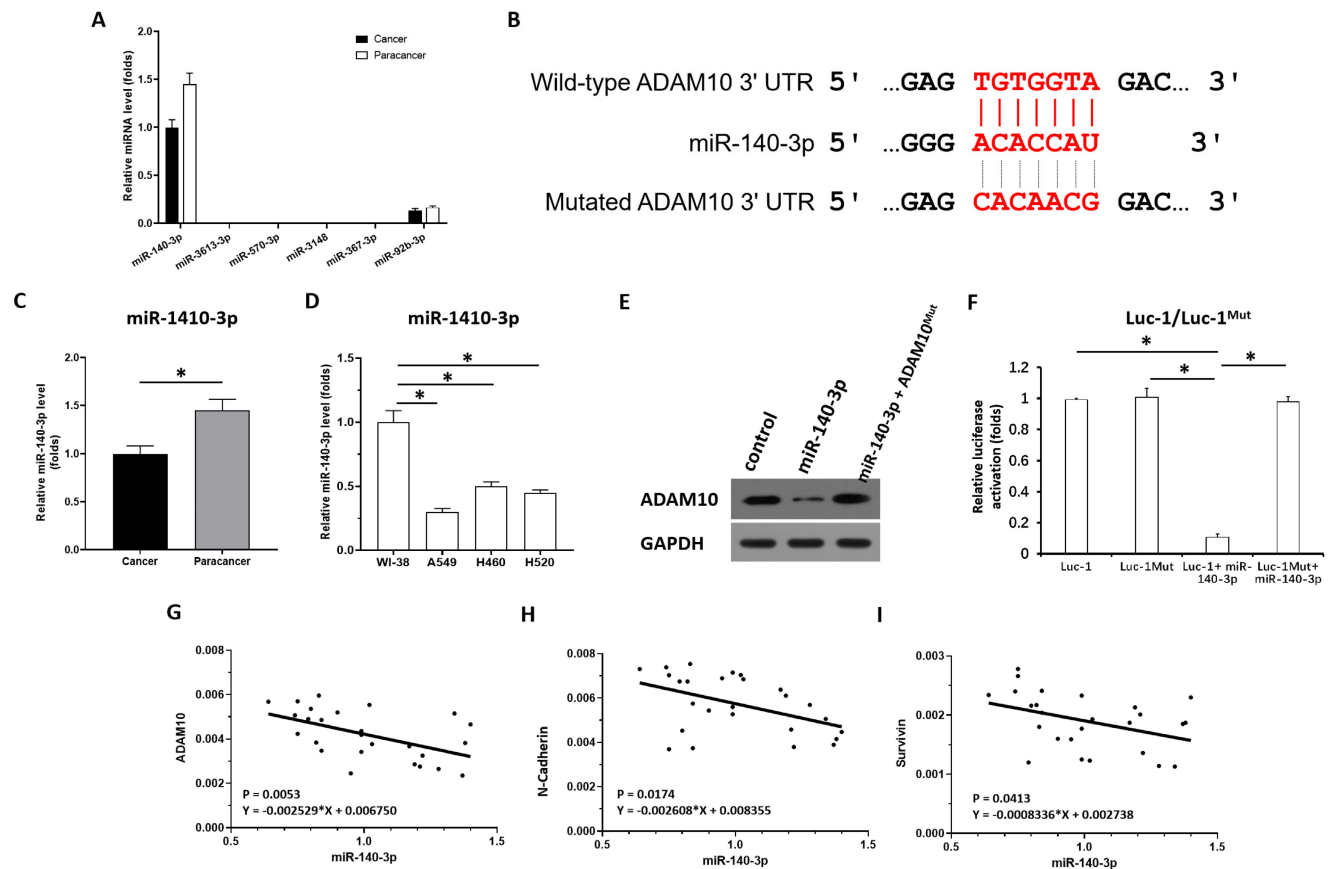 A
Relative miRNA level (folds)
2.0
1.5
1.0
0.5
0.0
Cancer
Paracancer
miR-140-3p
miR-3613-3p
miR-570-3p
miR-3148
miR-367-3p
miR-92b-3p
B
Wild-type ADAM10 3' UTR 5' ...GAG TGTGGTA GAC... 3'
miR-140-3p 5' ...GGG ACACCAU 3'
Mutated ADAM10 3' UTR 5' ...GAG CACAACG GAC... 3'
C
miR-1410-3p
Relative miR-140-3p level
(folds)
2.0
1.5
1.0
0.5
0.0
*
Cancer Paracancer
D
miR-1410-3p
Relative miR-140-3p level (folds)
1.5
1.0
0.5
0.0
*
*
*
WI-38 A549 H460 H520
E
control
miR-140-3p
miR-140-3p + ADAM10Mut
ADAM10
GAPDH
F
Luc-1/Luc-1Mut
Relative luciferase
activation (folds)
1.2
1
0.8
0.6
0.4
0.2
0
*
*
*
Luc-1 Luc-1Mut Luc-1+ miR- Luc-1Mut+
140-3p miR-140-3p
G
ADAM10
0.008
0.006
0.004
0.002
0.000
P = 0.0053
Y = -0.002529*X + 0.006750
0.5 1.0 1.5
miR-140-3p
H
N-Cadherin
0.008
0.006
0.004
0.002
0.000
P = 0.0174
Y = -0.002608*X + 0.008355
0.5 1.0 1.5
miR-140-3p
I
Survivin
0.003
0.002
0.001
0.000
P = 0.0413
Y = -0.0008336*X + 0.002738
0.5 1.0 1.5
miR-140-3p